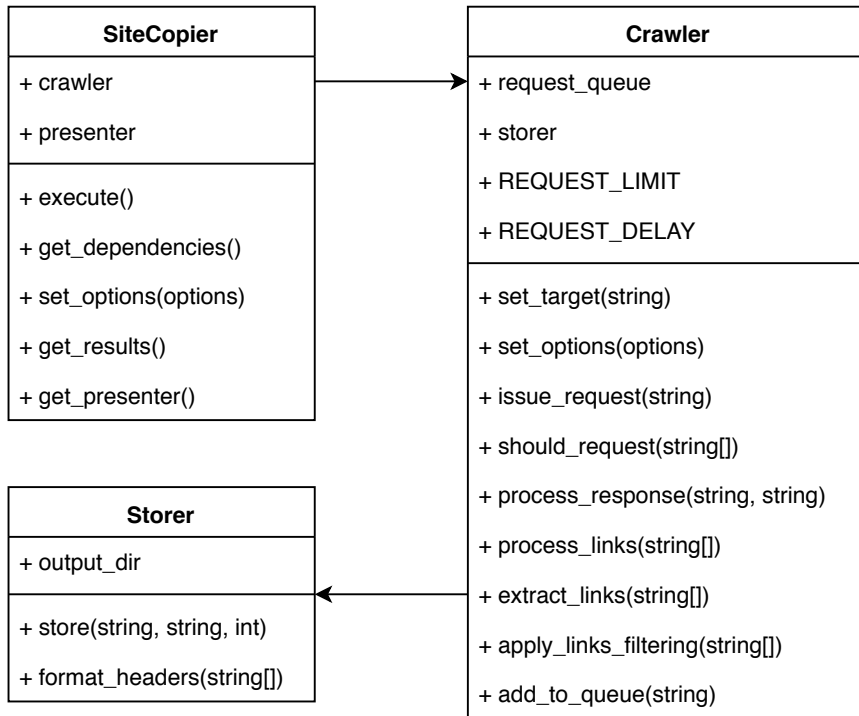 SiteCopier
+ crawler
+ presenter
+ execute()
+ get_dependencies()
+ set_options(options)
+ get_results()
+ get_presenter()
Crawler
+ request_queue
+ storer
+ REQUEST_LIMIT
+ REQUEST_DELAY
+ set_target(string)
+ set_options(options)
+ issue_request(string)
+ should_request(string[])
+ process_response(string, string)
+ process_links(string[])
+ extract_links(string[])
+ apply_links_filtering(string[])
+ add_to_queue(string)
Storer
+ output_dir
+ store(string, string, int)
+ format_headers(string[])